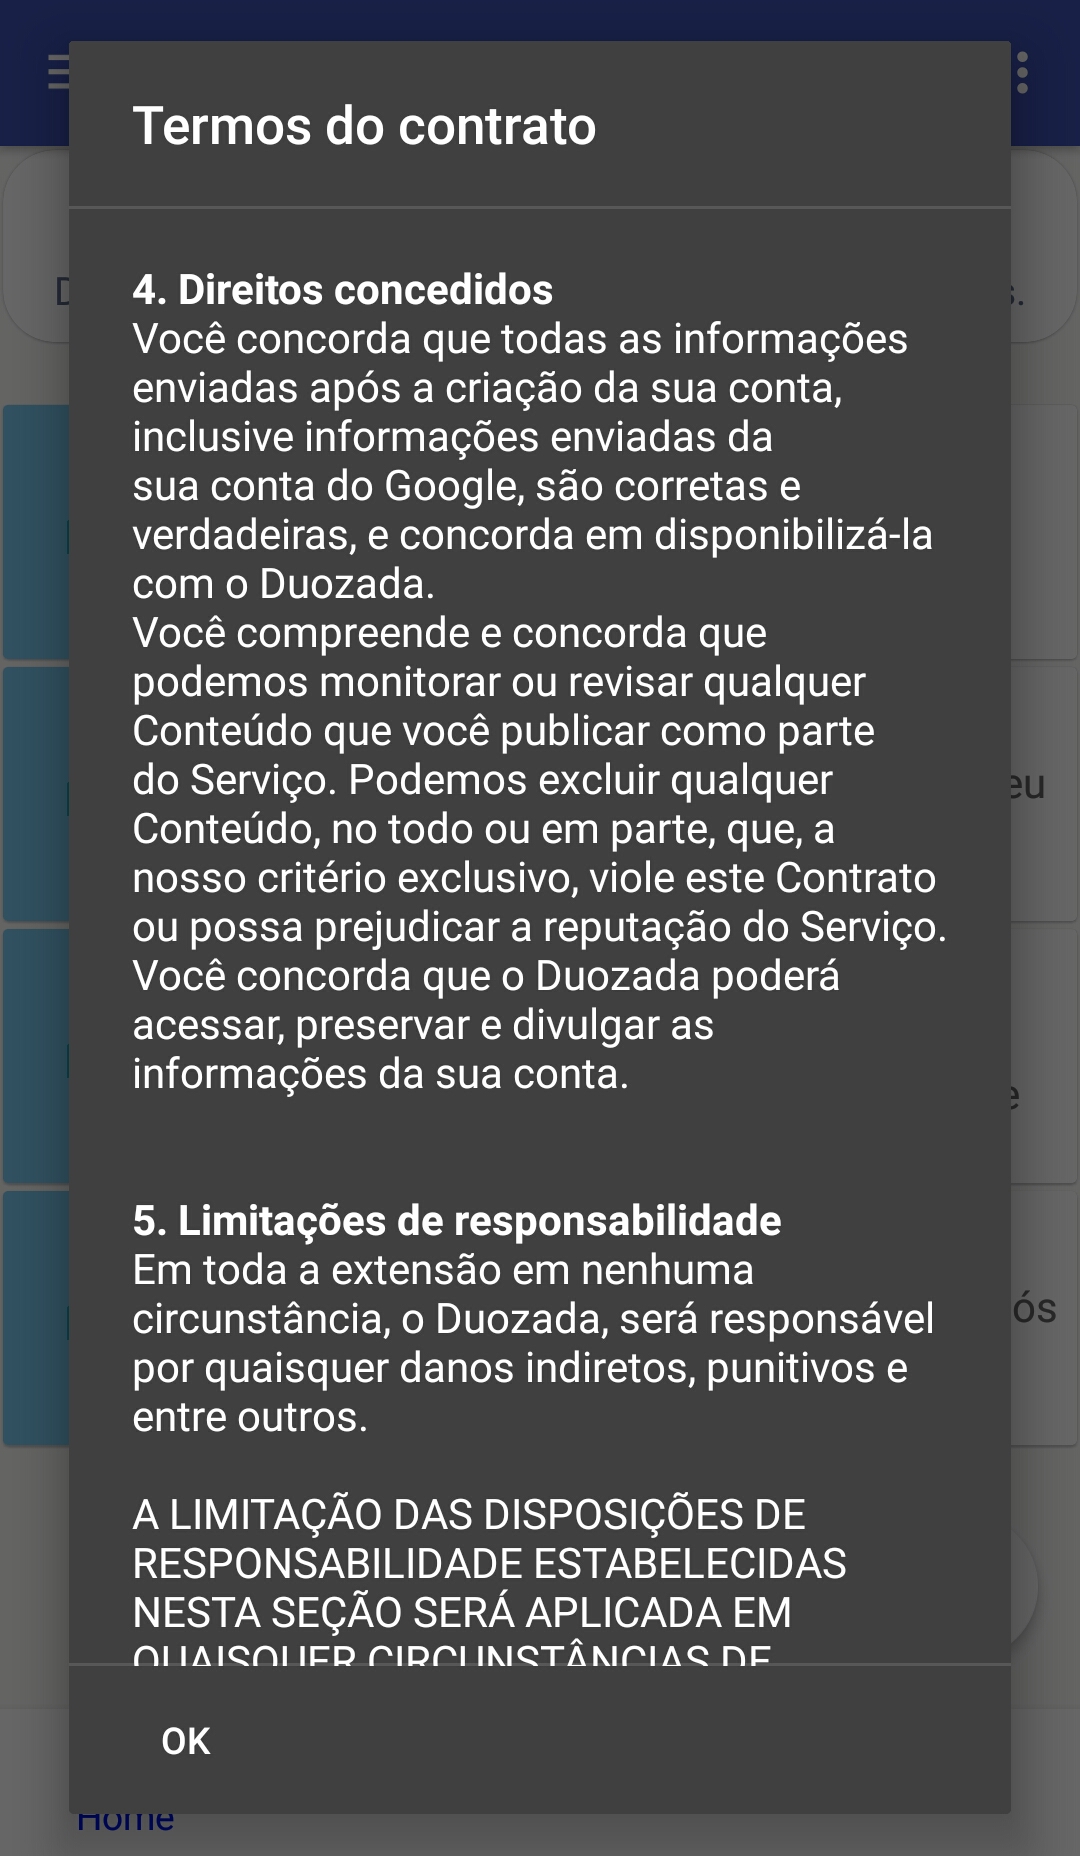 Termos do contrato
4. Direitos concedidos
Você concorda que todas as informações
enviadas após a criação da sua conta,
inclusive informações enviadas da
sua conta do Google, são corretas e
verdadeiras, e concorda em disponibilizá-la
com o Duozada.
Você compreende e concorda que
podemos monitorar ou revisar qualquer
Conteúdo que você publicar como parte
do Serviço. Podemos excluir qualquer
Conteúdo, no todo ou em parte, que, a
nosso critério exclusivo, viole este Contrato
ou possa prejudicar a reputação do Serviço.
Você concorda que o Duozada poderá
acessar, preservar e divulgar as
informações da sua conta.
5. Limitações de responsabilidade
Em toda a extensão em nenhuma
circunstância, o Duozada, será responsável
por quaisquer danos indiretos, punitivos e
entre outros.
A LIMITAÇÃO DAS DISPOSIÇÕES DE
RESPONSABILIDADE ESTABELECIDAS
NESTA SEÇÃO SERÁ APLICADA EM
QUAISQUER CIRCUNSTÂNCIAS DE
OK
Home